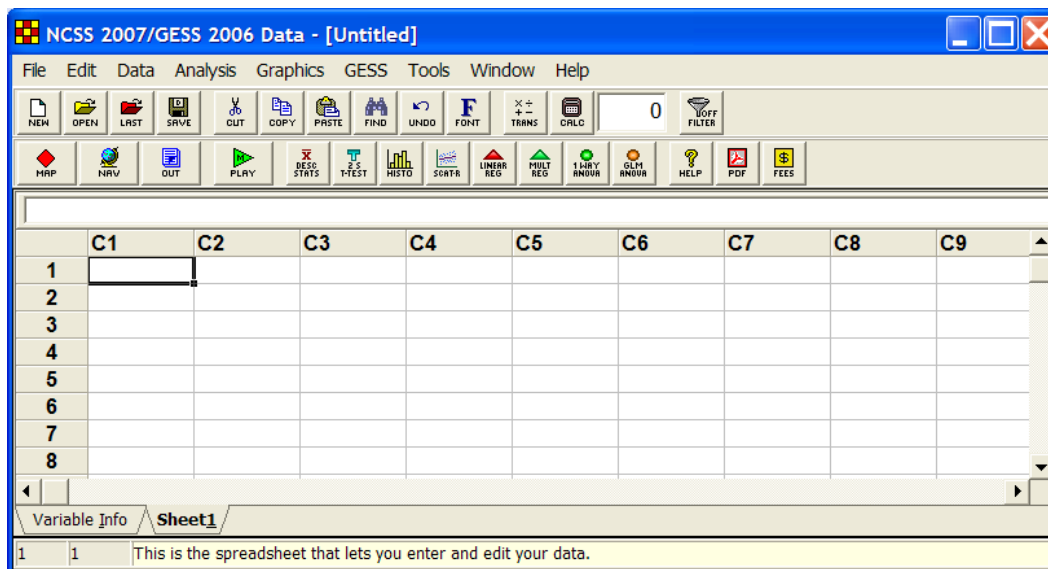 NCSS 2007/GESS 2006 Data - [Untitled]
File Edit Data Analysis Graphics GESS Tools Window Help
NEW OPEN LAST SAVE CUT COPY PASTE FIND UNDO FONT TRANS CALC 0 OFF FILTER
MAP NAV OUT PLAY DESC STATS 2 S T-TEST HISTO SCAT-R LINEAR REG MULT REG 1WAY ANOVA GLM ANOVA HELP PDF FEES
C1 C2 C3 C4 C5 C6 C7 C8 C9
1
2
3
4
5
6
7
8
Variable Info Sheet1
1 1 This is the spreadsheet that lets you enter and edit your data.